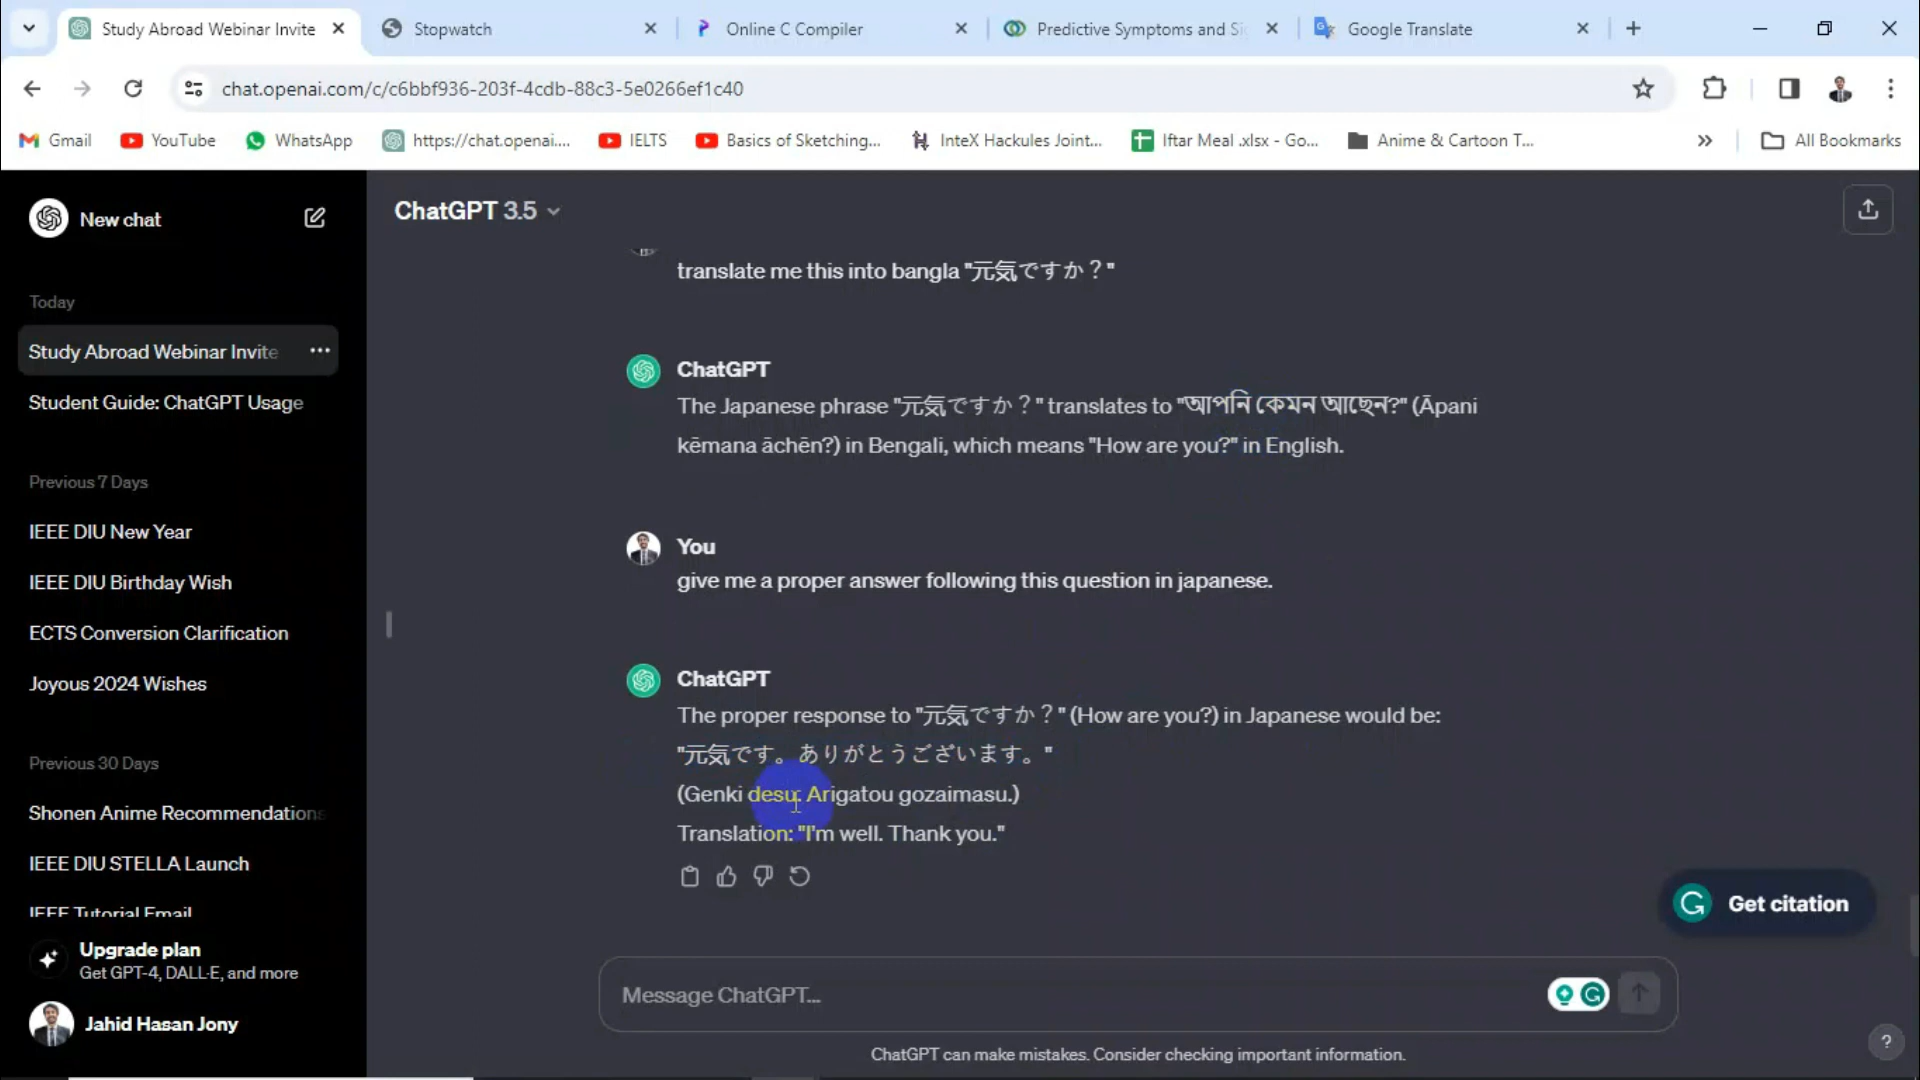 Study Abroad Webinar Invite
Stopwatch
Online C Compiler
Predictive Symptoms and Si
Google Translate
chat.openai.com/c/c6bbf936-203f-4cdb-88c3-5e0266ef1c40
Gmail
YouTube
WhatsApp
https://chat.openai....
IELTS
Basics of Sketching...
InteX Hackules Joint...
Iftar Meal .xlsx - Go...
Anime & Cartoon T...
All Bookmarks
New chat
Today
Study Abroad Webinar Invite
Student Guide: ChatGPT Usage
Previous 7 Days
IEEE DIU New Year
IEEE DIU Birthday Wish
ECTS Conversion Clarification
Joyous 2024 Wishes
Previous 30 Days
Shonen Anime Recommendations
IEEE DIU STELLA Launch
IEEE Tutorial Email
Upgrade plan
Get GPT-4, DALL·E, and more
Jahid Hasan Jony
ChatGPT 3.5
translate me this into bangla "元気ですか？"
ChatGPT
The Japanese phrase "元気ですか？" translates to "আপনি কেমন আছেন?" (Āpani
kēmana āchēn?) in Bengali, which means "How are you?" in English.
You
give me a proper answer following this question in japanese.
ChatGPT
The proper response to "元気ですか？" (How are you?) in Japanese would be:
"元気です。ありがとうございます。"
(Genki desu. Arigatou gozaimasu.)
Translation: "I'm well. Thank you."
Get citation
Message ChatGPT...
ChatGPT can make mistakes. Consider checking important information.
?